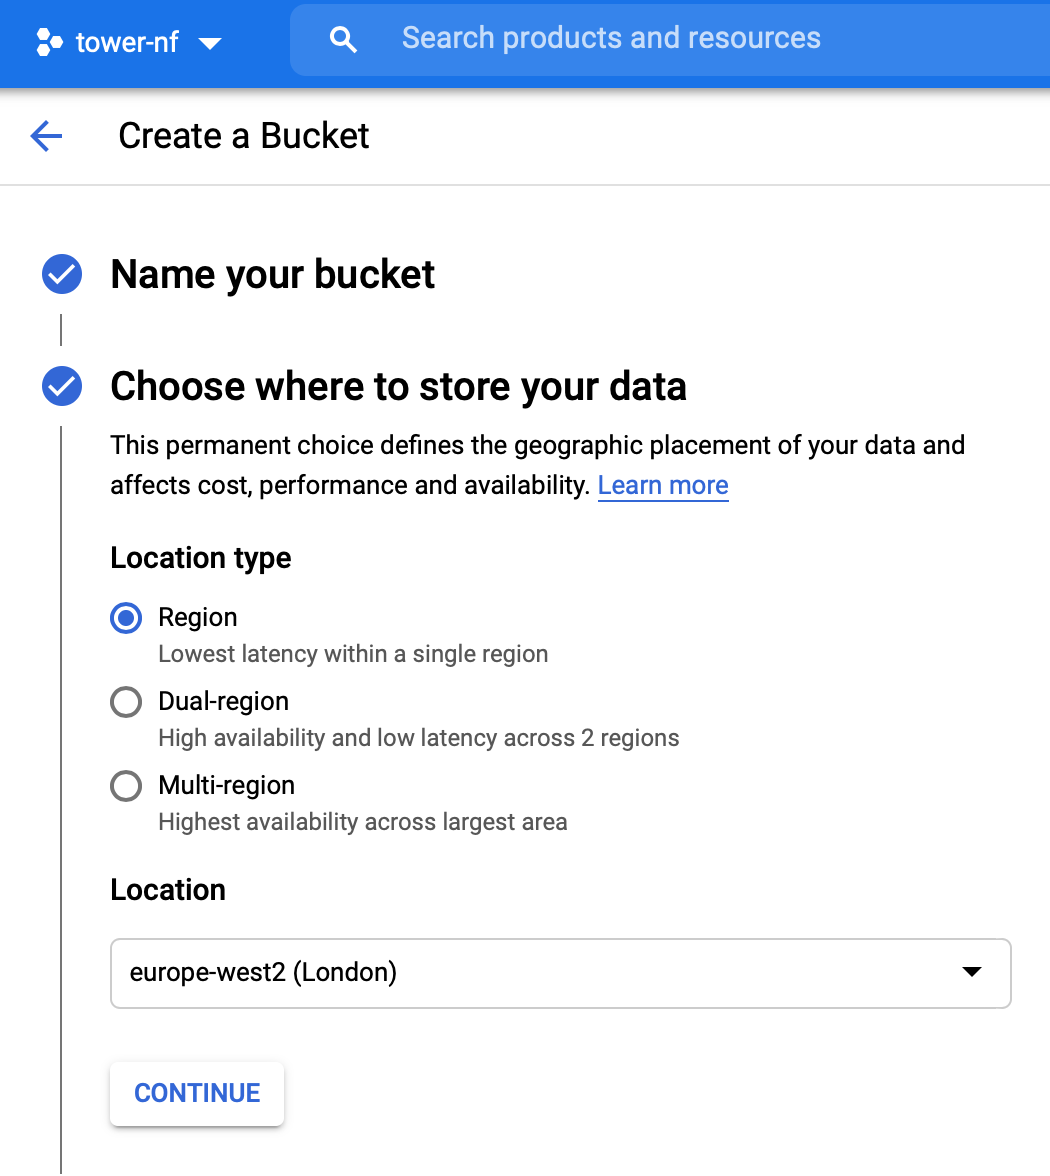 tower-nf
Search products and resources
Create a Bucket
Name your bucket
Choose where to store your data
This permanent choice defines the geographic placement of your data and
affects cost, performance and availability. Learn more
Location type
Region
Lowest latency within a single region
Dual-region
High availability and low latency across 2 regions
Multi-region
Highest availability across largest area
Location
europe-west2 (London)
CONTINUE